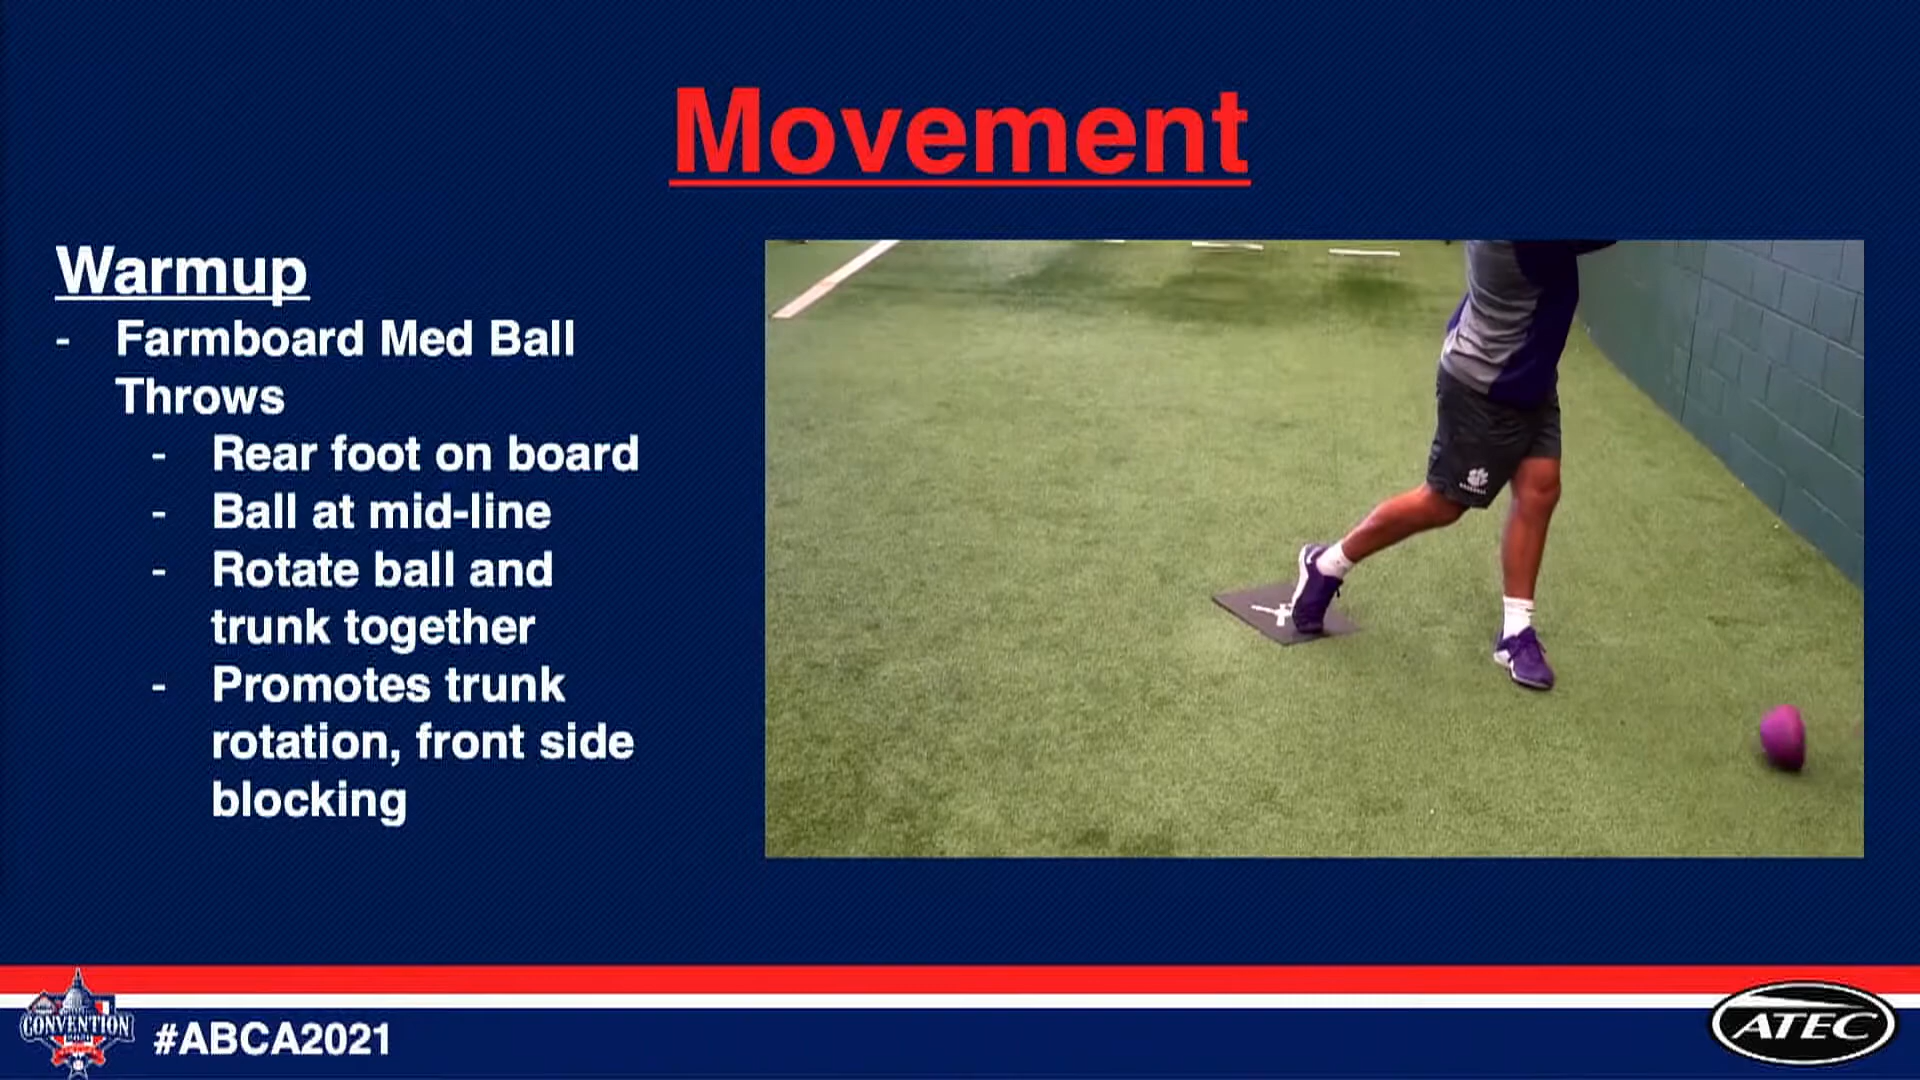 Movement
Warmup
- Farmboard Med Ball
Throws
- Rear foot on board
- Ball at mid-line
- Rotate ball and
trunk together
- Promotes trunk
rotation, front side
blocking
CONVENTION
#ABCA2021
ATEC